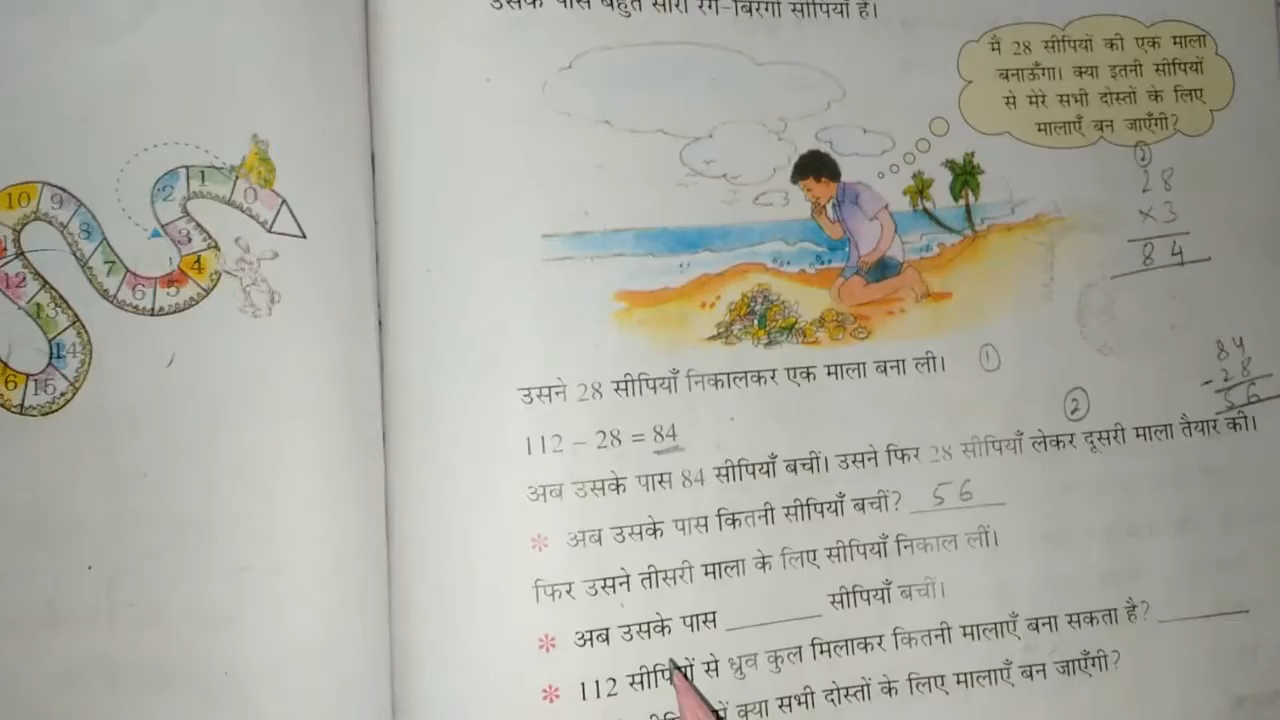 उसके पास बहुत सारी रंग-बिरंगी सीपियाँ हैं।
मैं 28 सीपियों की एक माला
बनाऊँगा। क्या इतनी सीपियों
से मेरे सभी दोस्तों के लिए
मालाएँ बन जाएँगी?
2
28
×3
84
10 9 8 7 6 5 4 3 2 1 0
12
13
14
15
6
उसने 28 सीपियाँ निकालकर एक माला बना ली। 1
84
-28
56
112 – 28 = 84
2
अब उसके पास 84 सीपियाँ बचीं। उसने फिर 28 सीपियाँ लेकर दूसरी माला तैयार की।
* अब उसके पास कितनी सीपियाँ बचीं? 56
फिर उसने तीसरी माला के लिए सीपियाँ निकाल लीं।
* अब उसके पास ______ सीपियाँ बचीं।
* 112 सीपियों से ध्रुव कुल मिलाकर कितनी मालाएँ बना सकता है? ______
क्या सभी दोस्तों के लिए मालाएँ बन जाएँगी?